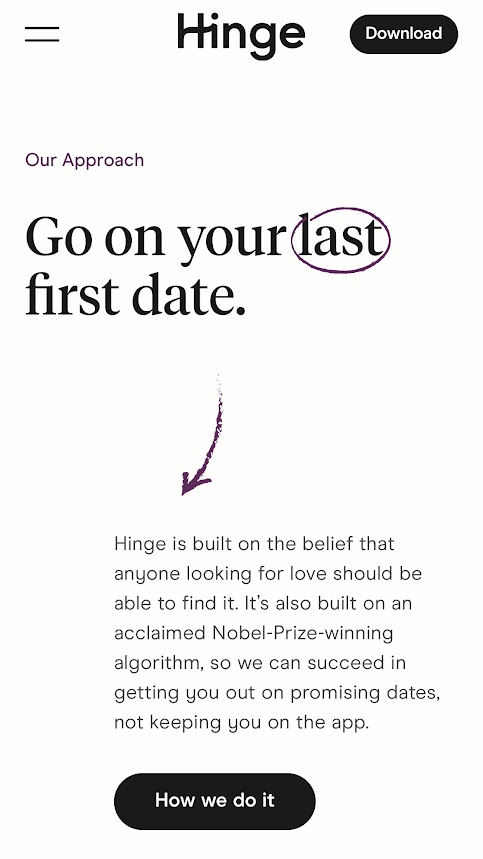 Hinge
Download
Our Approach
Go on your last
first date.
Hinge is built on the belief that
anyone looking for love should be
able to find it. It's also built on an
acclaimed Nobel-Prize-winning
algorithm, so we can succeed in
getting you out on promising dates,
not keeping you on the app.
How we do it